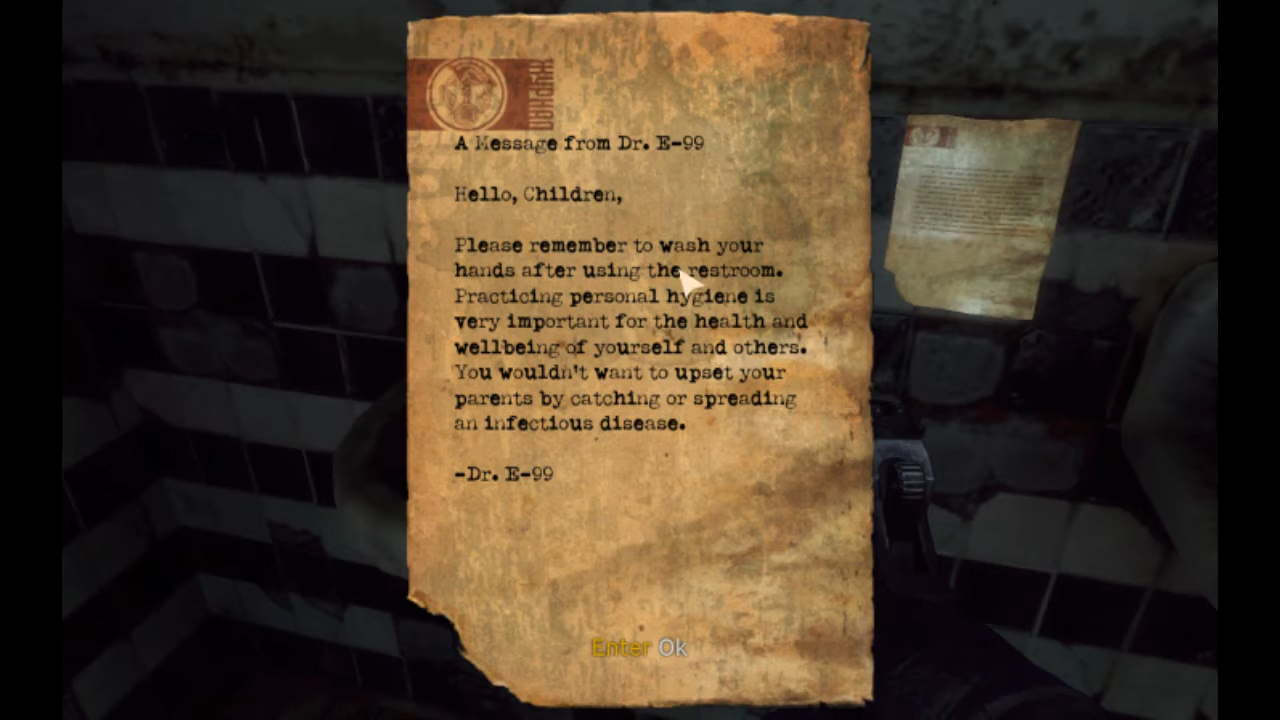 A Message from Dr. E-99
Hello, Children,
Please remember to wash your
hands after using the restroom.
Practicing personal hygiene is
very important for the health and
wellbeing of yourself and others.
You wouldn't want to upset your
parents by catching or spreading
an infectious disease.
-Dr. E-99
Enter Ok